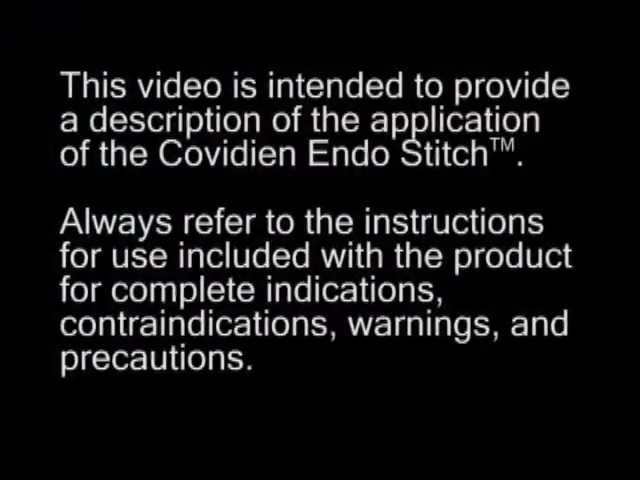 This video is intended to provide
a description of the application
of the Covidien Endo Stitch™.
Always refer to the instructions
for use included with the product
for complete indications,
contraindications, warnings, and
precautions.